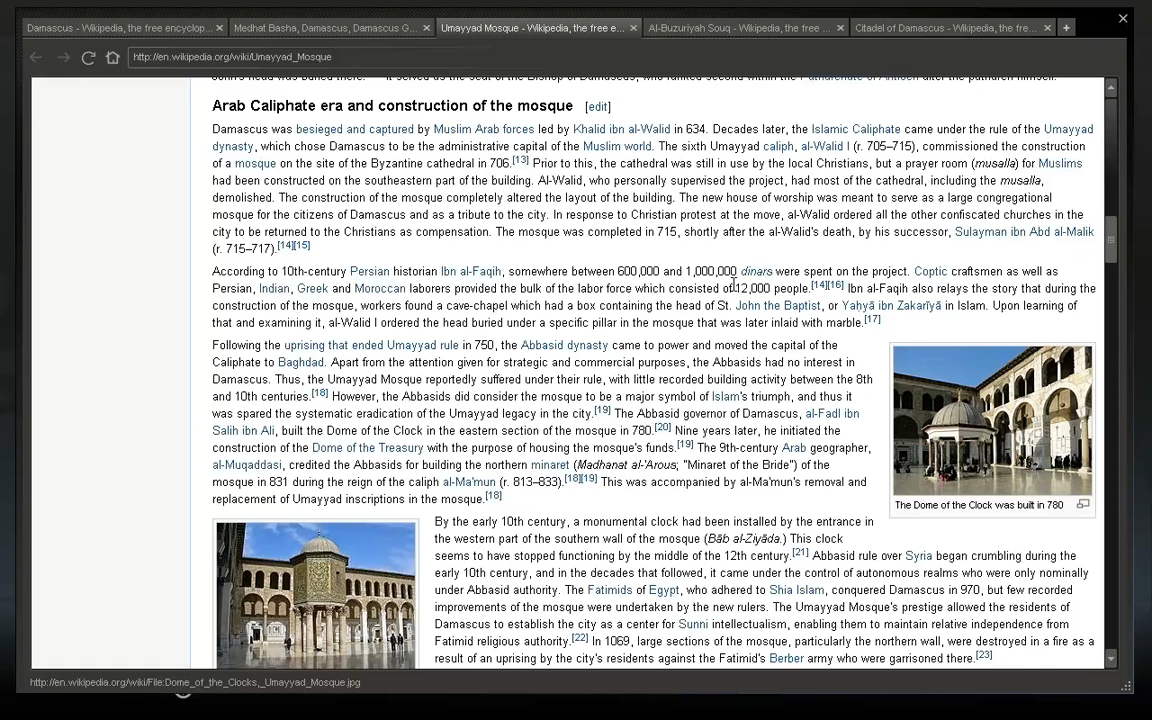 Damascus - Wikipedia, the free encyclop...
Medhat Basha, Damascus, Damascus G...
Umayyad Mosque - Wikipedia, the free e...
Al-Buzuriyah Souq - Wikipedia, the free ...
Citadel of Damascus - Wikipedia, the fre...
http://en.wikipedia.org/wiki/Umayyad_Mosque
Arab Caliphate era and construction of the mosque [edit]
Damascus was besieged and captured by Muslim Arab forces led by Khalid ibn al-Walid in 634. Decades later, the Islamic Caliphate came under the rule of the Umayyad
dynasty, which chose Damascus to be the administrative capital of the Muslim world. The sixth Umayyad caliph, al-Walid I (r. 705–715), commissioned the construction
of a mosque on the site of the Byzantine cathedral in 706.[13] Prior to this, the cathedral was still in use by the local Christians, but a prayer room (musalla) for Muslims
had been constructed on the southeastern part of the building. Al-Walid, who personally supervised the project, had most of the cathedral, including the musalla,
demolished. The construction of the mosque completely altered the layout of the building. The new house of worship was meant to serve as a large congregational
mosque for the citizens of Damascus and as a tribute to the city. In response to Christian protest at the move, al-Walid ordered all the other confiscated churches in the
city to be returned to the Christians as compensation. The mosque was completed in 715, shortly after the al-Walid's death, by his successor, Sulayman ibn Abd al-Malik
(r. 715–717).[14][15]
According to 10th-century Persian historian Ibn al-Faqih, somewhere between 600,000 and 1,000,000 dinars were spent on the project. Coptic craftsmen as well as
Persian, Indian, Greek and Moroccan laborers provided the bulk of the labor force which consisted of 12,000 people.[14][16] Ibn al-Faqih also relays the story that during the
construction of the mosque, workers found a cave-chapel which had a box containing the head of St. John the Baptist, or Yaḥyā ibn Zakarīyā in Islam. Upon learning of
that and examining it, al-Walid I ordered the head buried under a specific pillar in the mosque that was later inlaid with marble.[17]
Following the uprising that ended Umayyad rule in 750, the Abbasid dynasty came to power and moved the capital of the
Caliphate to Baghdad. Apart from the attention given for strategic and commercial purposes, the Abbasids had no interest in
Damascus. Thus, the Umayyad Mosque reportedly suffered under their rule, with little recorded building activity between the 8th
and 10th centuries.[18] However, the Abbasids did consider the mosque to be a major symbol of Islam's triumph, and thus it
was spared the systematic eradication of the Umayyad legacy in the city.[19] The Abbasid governor of Damascus, al-Fadl ibn
Salih ibn Ali, built the Dome of the Clock in the eastern section of the mosque in 780.[20] Nine years later, he initiated the
construction of the Dome of the Treasury with the purpose of housing the mosque's funds.[19] The 9th-century Arab geographer,
al-Muqaddasi, credited the Abbasids for building the northern minaret (Madhanat al-'Arous; "Minaret of the Bride") of the
mosque in 831 during the reign of the caliph al-Ma'mun (r. 813–833).[18][19] This was accompanied by al-Ma'mun's removal and
replacement of Umayyad inscriptions in the mosque.[18]
The Dome of the Clock was built in 780
By the early 10th century, a monumental clock had been installed by the entrance in
the western part of the southern wall of the mosque (Bāb al-Ziyāda.) This clock
seems to have stopped functioning by the middle of the 12th century.[21] Abbasid rule over Syria began crumbling during the
early 10th century, and in the decades that followed, it came under the control of autonomous realms who were only nominally
under Abbasid authority. The Fatimids of Egypt, who adhered to Shia Islam, conquered Damascus in 970, but few recorded
improvements of the mosque were undertaken by the new rulers. The Umayyad Mosque's prestige allowed the residents of
Damascus to establish the city as a center for Sunni intellectualism, enabling them to maintain relative independence from
Fatimid religious authority.[22] In 1069, large sections of the mosque, particularly the northern wall, were destroyed in a fire as a
result of an uprising by the city's residents against the Fatimid's Berber army who were garrisoned there.[23]
http://en.wikipedia.org/wiki/File:Dome_of_the_Clocks,_Umayyad_Mosque.jpg